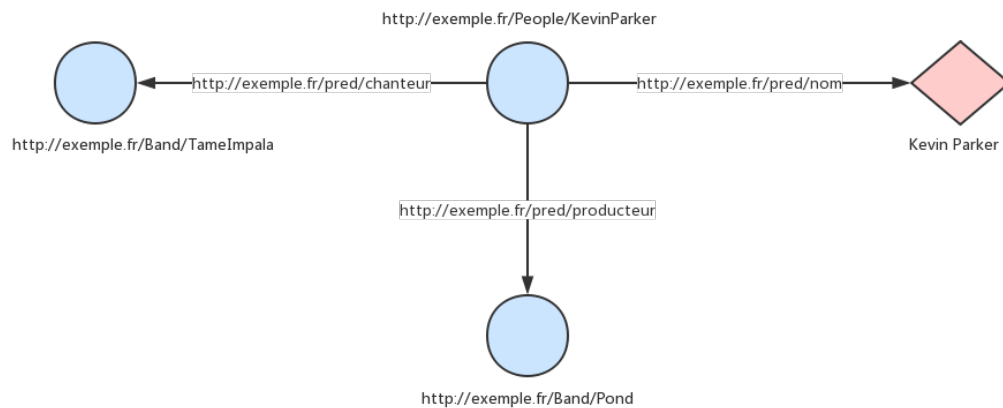 http://exemple.fr/People/KevinParker
http://exemple.fr/pred/chanteur
http://exemple.fr/pred/nom
http://exemple.fr/Band/TameImpala
Kevin Parker
http://exemple.fr/pred/producteur
http://exemple.fr/Band/Pond